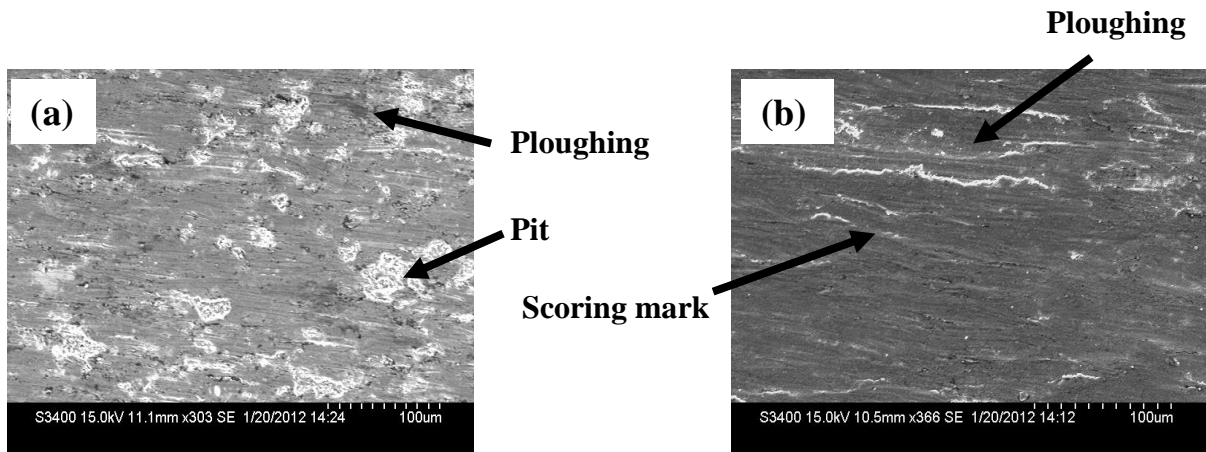 (a)
Ploughing
Pit
S3400 15.0kV 11.1mm x303 SE 1/20/2012 14:24
100um
Ploughing
(b)
Scoring mark
S3400 15.0kV 10.5mm x366 SE 1/20/2012 14:12
100um